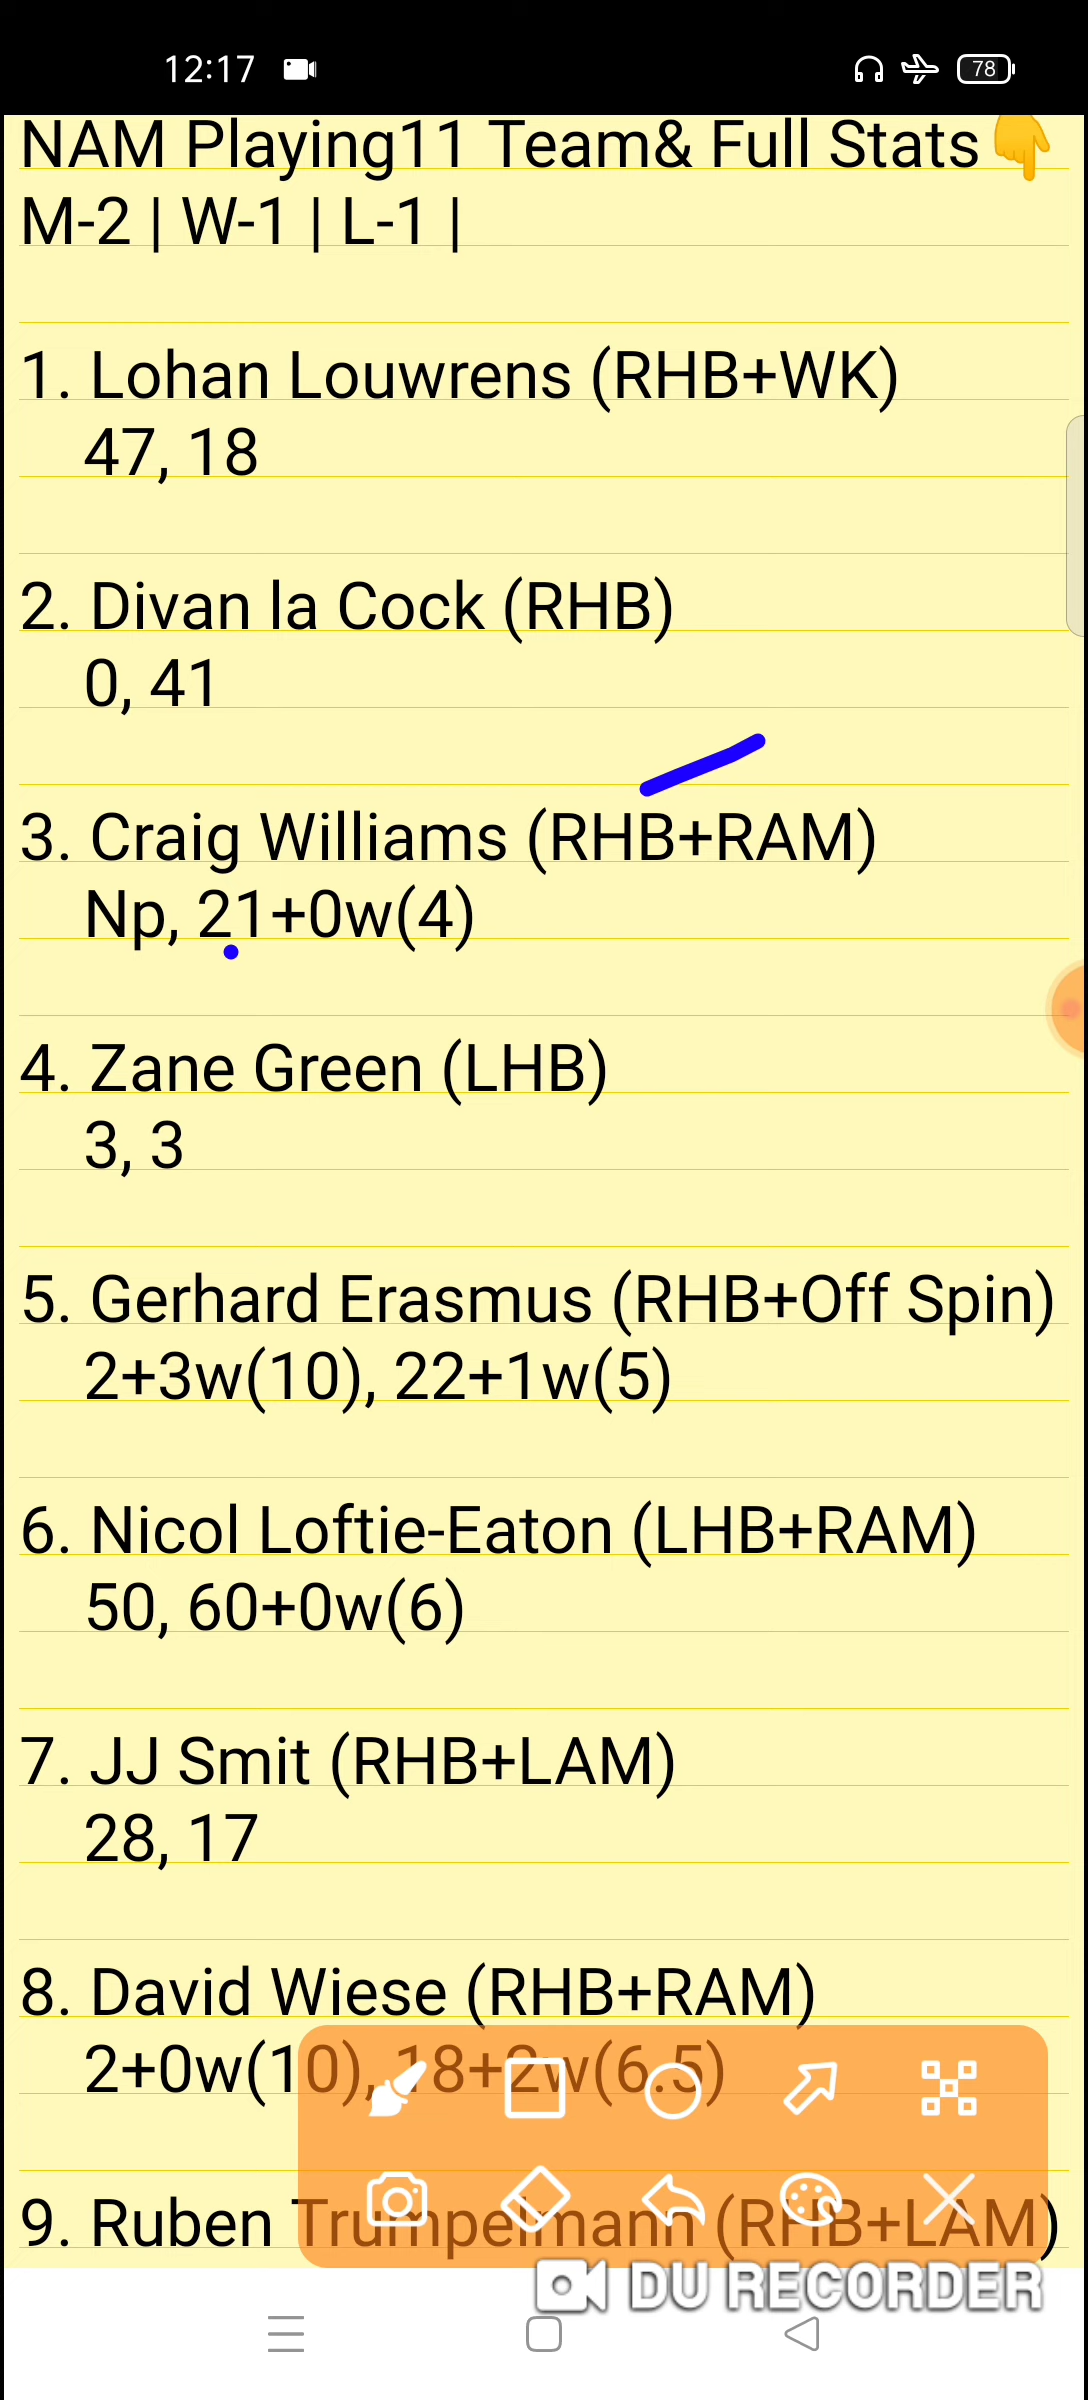 12:17
78
NAM Playing11 Team& Full Stats👇
M-2 | W-1 | L-1 |
1. Lohan Louwrens (RHB+WK)
47, 18
2. Divan la Cock (RHB)
0, 41
3. Craig Williams (RHB+RAM)
Np, 21+0w(4)
4. Zane Green (LHB)
3, 3
5. Gerhard Erasmus (RHB+Off Spin)
2+3w(10), 22+1w(5)
6. Nicol Loftie-Eaton (LHB+RAM)
50, 60+0w(6)
7. JJ Smit (RHB+LAM)
28, 17
8. David Wiese (RHB+RAM)
2+0w(10), 18+2w(6.5)
9. Ruben Trumpelmann (RHB+LAM)
DU RECORDER